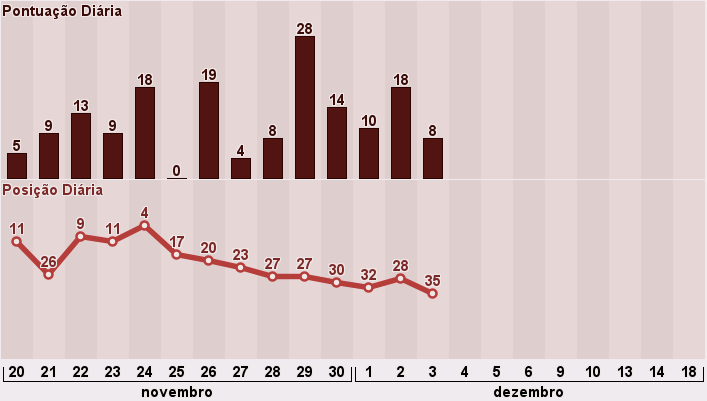 Pontuação Diária
5 9 13 9 18 0 19 4 8 28 14 10 18 8
Posição Diária
11 26 9 11 4 17 20 23 27 27 30 32 28 35
20 21 22 23 24 25 26 27 28 29 30 1 2 3 4 5 6 9 10 13 14 18
novembro dezembro